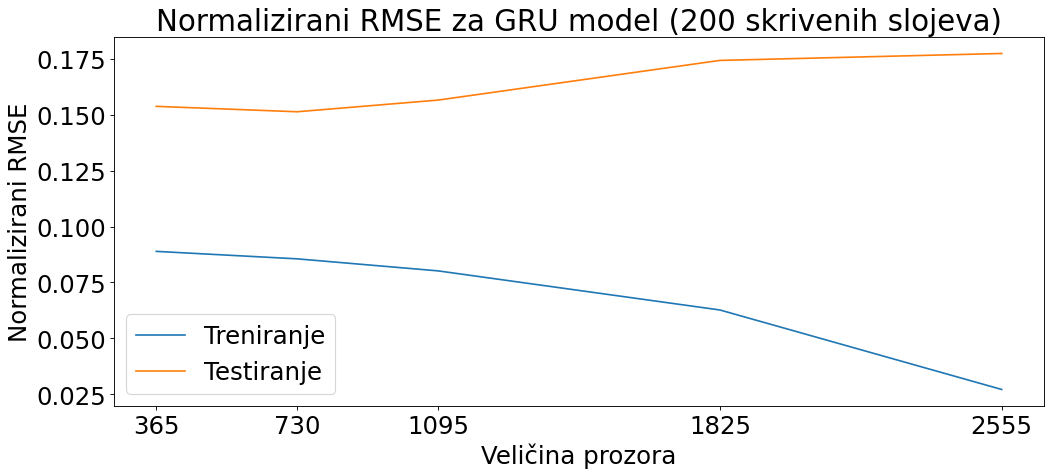 Normalizirani RMSE za GRU model (200 skrivenih slojeva)
Normalizirani RMSE
0.175
0.150
0.125
0.100
0.075
0.050
0.025
Treniranje
Testiranje
365 730 1095 1825 2555
Veličina prozora